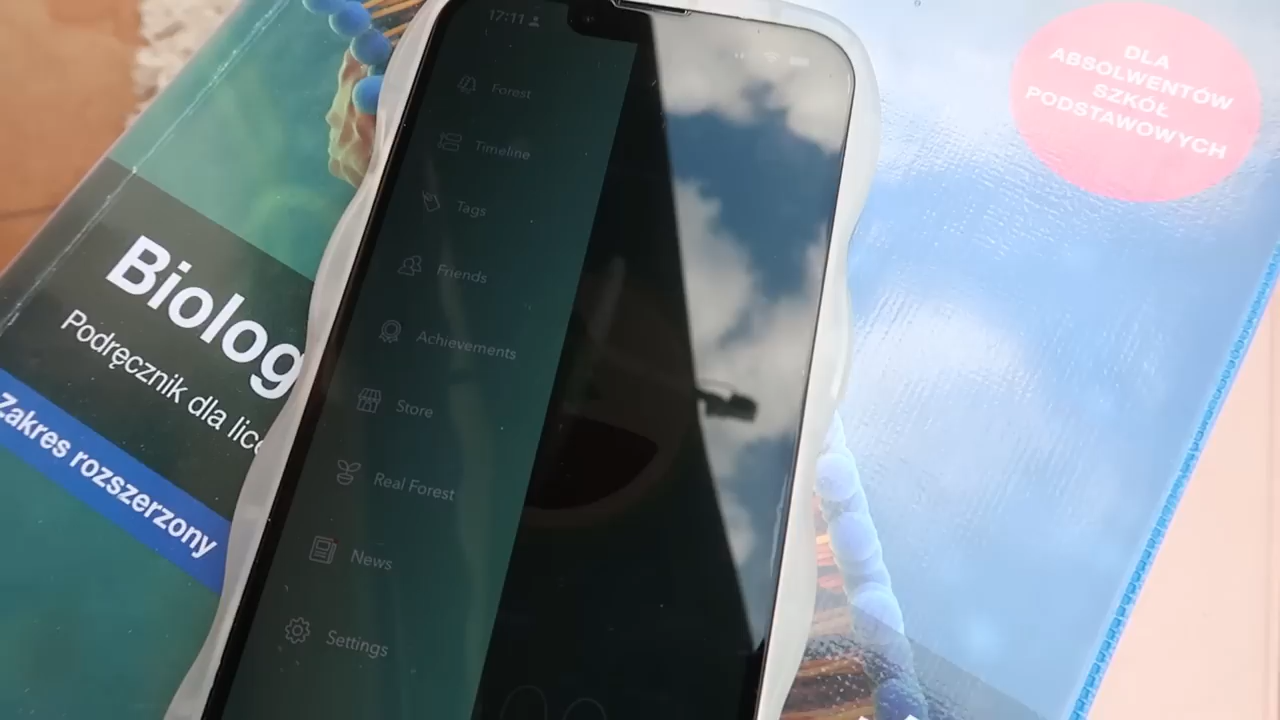 17:11
Forest
Timeline
Tags
Friends
Achievements
Store
Real Forest
News
Settings
Biolog
Podręcznik dla lice
Zakres rozszerzony
DLA
ABSOLWENTÓW
SZKÓŁ
PODSTAWOWYCH